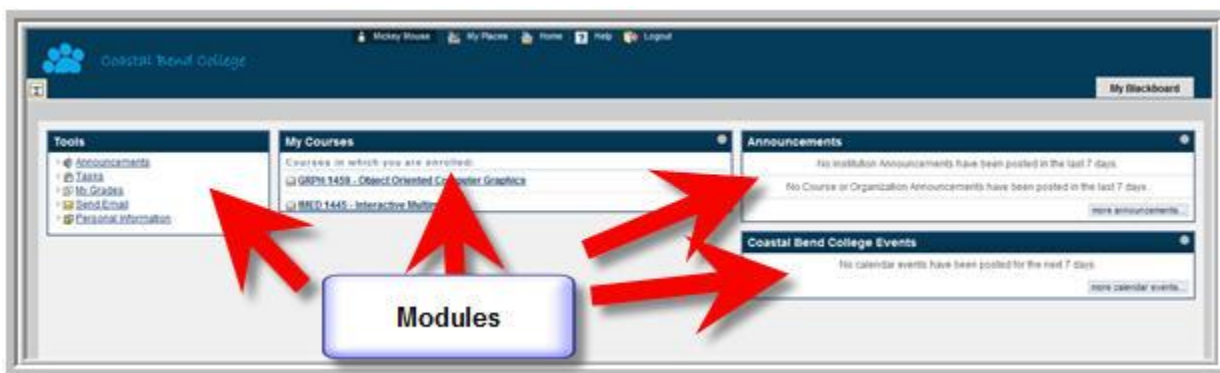 Mickey Mouse My Places Home Help Logout
Coastal Bend College
My Blackboard
Tools
Announcements
Tasks
My Grades
Send Email
Personal Information
My Courses
Courses in which you are enrolled:
GRPH 1459 - Object Oriented Computer Graphics
IMED 1445 - Interactive
Announcements
No Institution Announcements have been posted in the last 7 days.
No Course or Organization Announcements have been posted in the last 7 days.
more announcements...
Coastal Bend College Events
No calendar events have been posted for the next 7 days.
more calendar events...
Modules